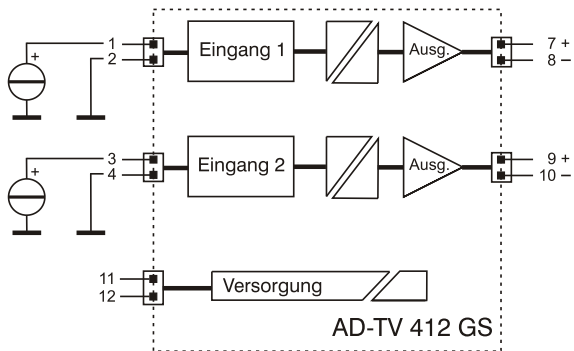 1
+
2
Eingang 1
Ausg.
7 +
8 –
3
+
4
Eingang 2
Ausg.
9 +
10 –
11
12
Versorgung
AD-TV 412 GS